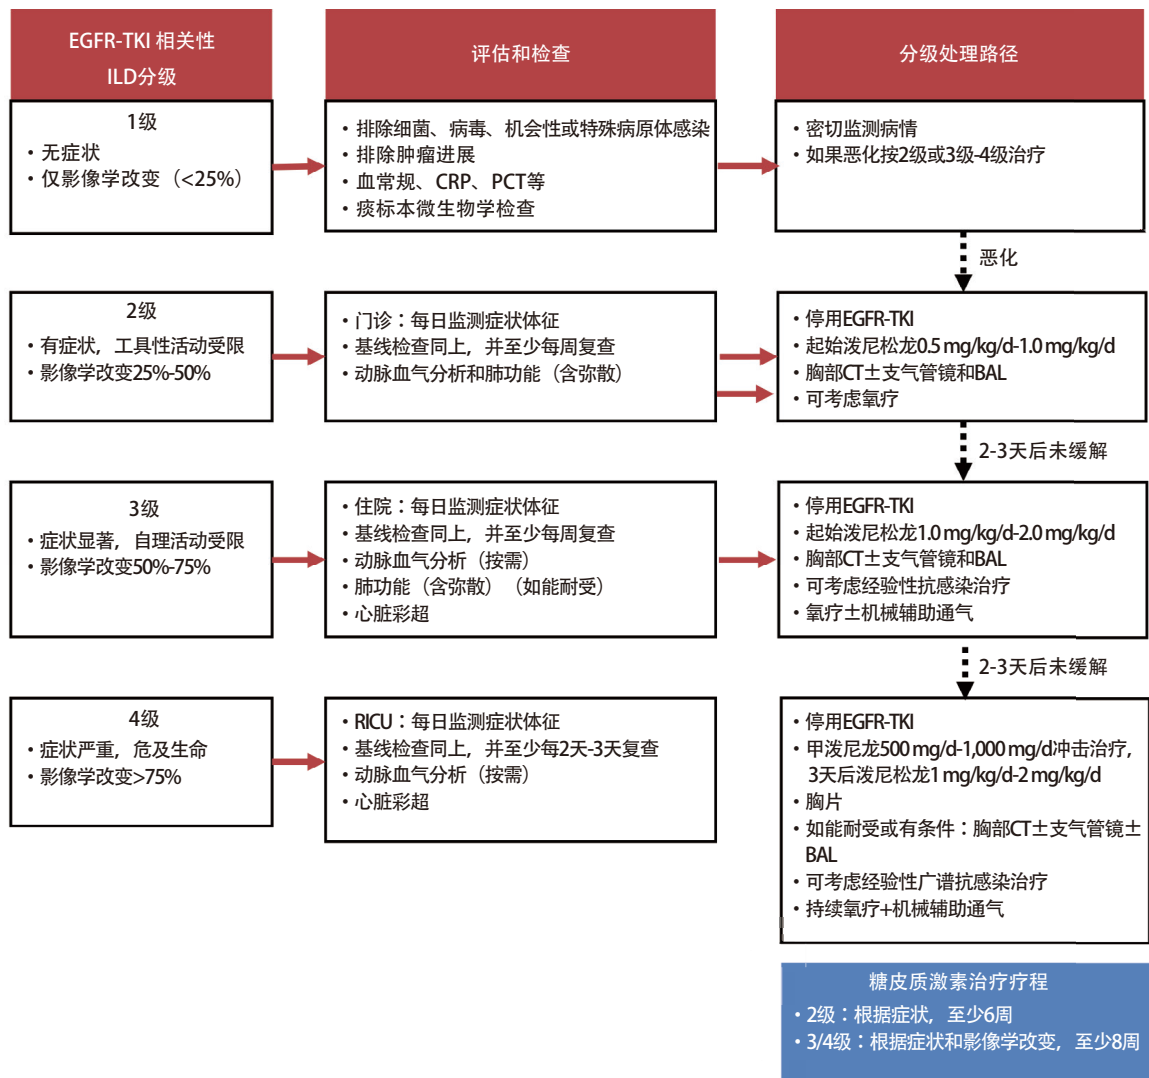 EGFR-TKI 相关性
ILD分级
评估和检查
分级处理路径
1级
・无症状
・仅影像学改变（<25%）
・排除细菌、病毒、机会性或特殊病原体感染
・排除肿瘤进展
・血常规、CRP、PCT等
・痰标本微生物学检查
・密切监测病情
・如果恶化按2级或3级-4级治疗
恶化
2级
・有症状，工具性活动受限
・影像学改变25%-50%
・门诊：每日监测症状体征
・基线检查同上，并至少每周复查
・动脉血气分析和肺功能（含弥散）
・停用EGFR-TKI
・起始泼尼松龙0.5 mg/kg/d-1.0 mg/kg/d
・胸部CT±支气管镜和BAL
・可考虑氧疗
2-3天后未缓解
3级
・症状显著，自理活动受限
・影像学改变50%-75%
・住院：每日监测症状体征
・基线检查同上，并至少每周复查
・动脉血气分析（按需）
・肺功能（含弥散）（如能耐受）
・心脏彩超
・停用EGFR-TKI
・起始泼尼松龙1.0 mg/kg/d-2.0 mg/kg/d
・胸部CT±支气管镜和BAL
・可考虑经验性抗感染治疗
・氧疗±机械辅助通气
2-3天后未缓解
4级
・症状严重，危及生命
・影像学改变>75%
・RICU：每日监测症状体征
・基线检查同上，并至少每2天-3天复查
・动脉血气分析（按需）
・心脏彩超
・停用EGFR-TKI
・甲泼尼龙500 mg/d-1,000 mg/d冲击治疗，
3天后泼尼松龙1 mg/kg/d-2 mg/kg/d
・胸片
・如能耐受或有条件：胸部CT±支气管镜±
BAL
・可考虑经验性广谱抗感染治疗
・持续氧疗+机械辅助通气
糖皮质激素治疗疗程
・2级：根据症状，至少6周
・3/4级：根据症状和影像学改变，至少8周